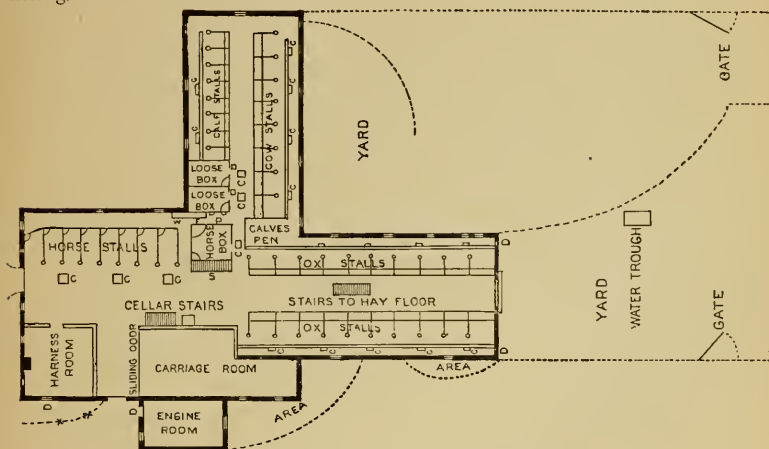 GATE
CALF STALLS
COW STALLS
YARD
LOOSE
BOX
LOOSE
BOX
HORSE STALLS
HORSE
BOX
CALVES
PEN
OX STALLS
CELLAR STAIRS
STAIRS TO HAY FLOOR
OX STALLS
HARNESS
ROOM
SLIDING DOOR
CARRIAGE ROOM
ENGINE
ROOM
AREA
AREA
YARD
WATER TROUGH
GATE
C
C
C
C
C
C
C
C
C
G
G
G
W
P
P
S
D
D
D
D
C
C
C
C
C